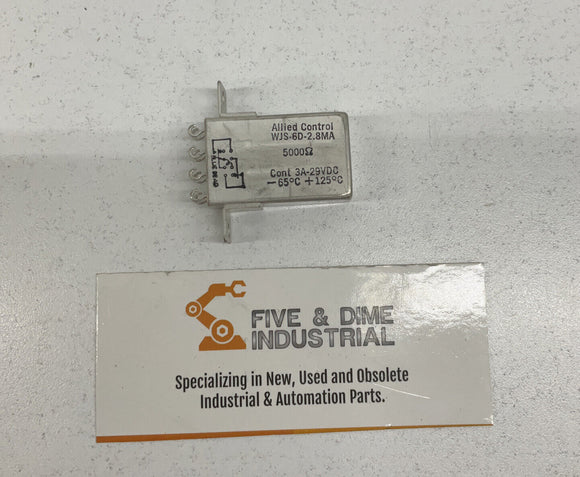 Allied Control
WJS-6D-2.8MA
5000Ω
Cont 3A-29VDC
-65°C +125°C
FIVE & DIME
INDUSTRIAL
Specializing in New, Used and Obsolete
Industrial & Automation Parts.